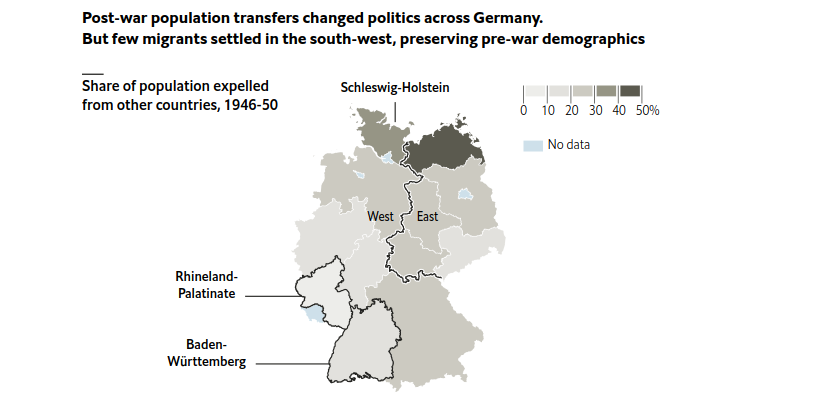 Post-war population transfers changed politics across Germany.
But few migrants settled in the south-west, preserving pre-war demographics
Share of population expelled
from other countries, 1946-50
Schleswig-Holstein
0 10 20 30 40 50%
No data
West East
Rhineland-
Palatinate
Baden-
Württemberg